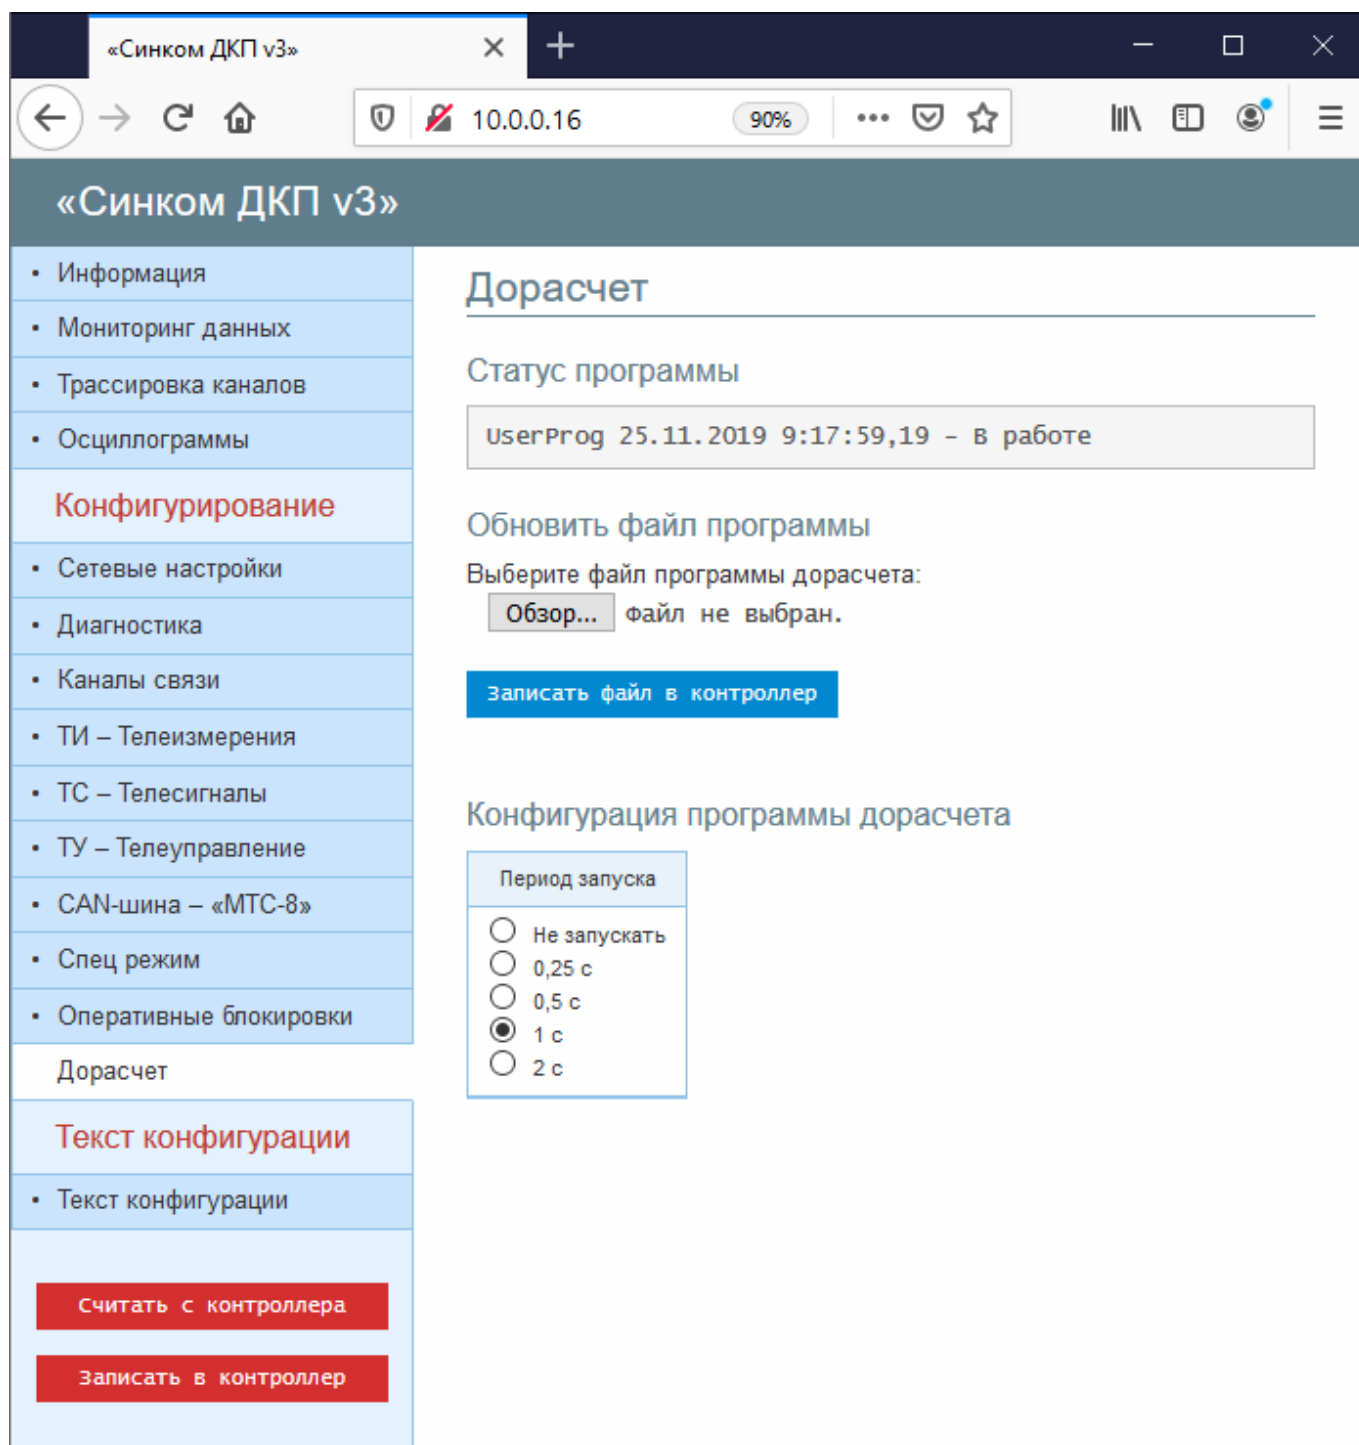 «Синком ДКП v3»
10.0.0.16
90%
«Синком ДКП v3»
• Информация
• Мониторинг данных
• Трассировка каналов
• Осциллограммы
Конфигурирование
• Сетевые настройки
• Диагностика
• Каналы связи
• ТИ – Телеизмерения
• ТС – Телесигналы
• ТУ – Телеуправление
• CAN-шина – «МТС-8»
• Спец режим
• Оперативные блокировки
Дорасчет
Текст конфигурации
• Текст конфигурации
Считать с контроллера
Записать в контроллер
Дорасчет
Статус программы
UserProg 25.11.2019 9:17:59,19 – В работе
Обновить файл программы
Выберите файл программы дорасчета:
Обзор... Файл не выбран.
Записать файл в контроллер
Конфигурация программы дорасчета
Период запуска
Не запускать
0,25 с
0,5 с
1 с
2 с